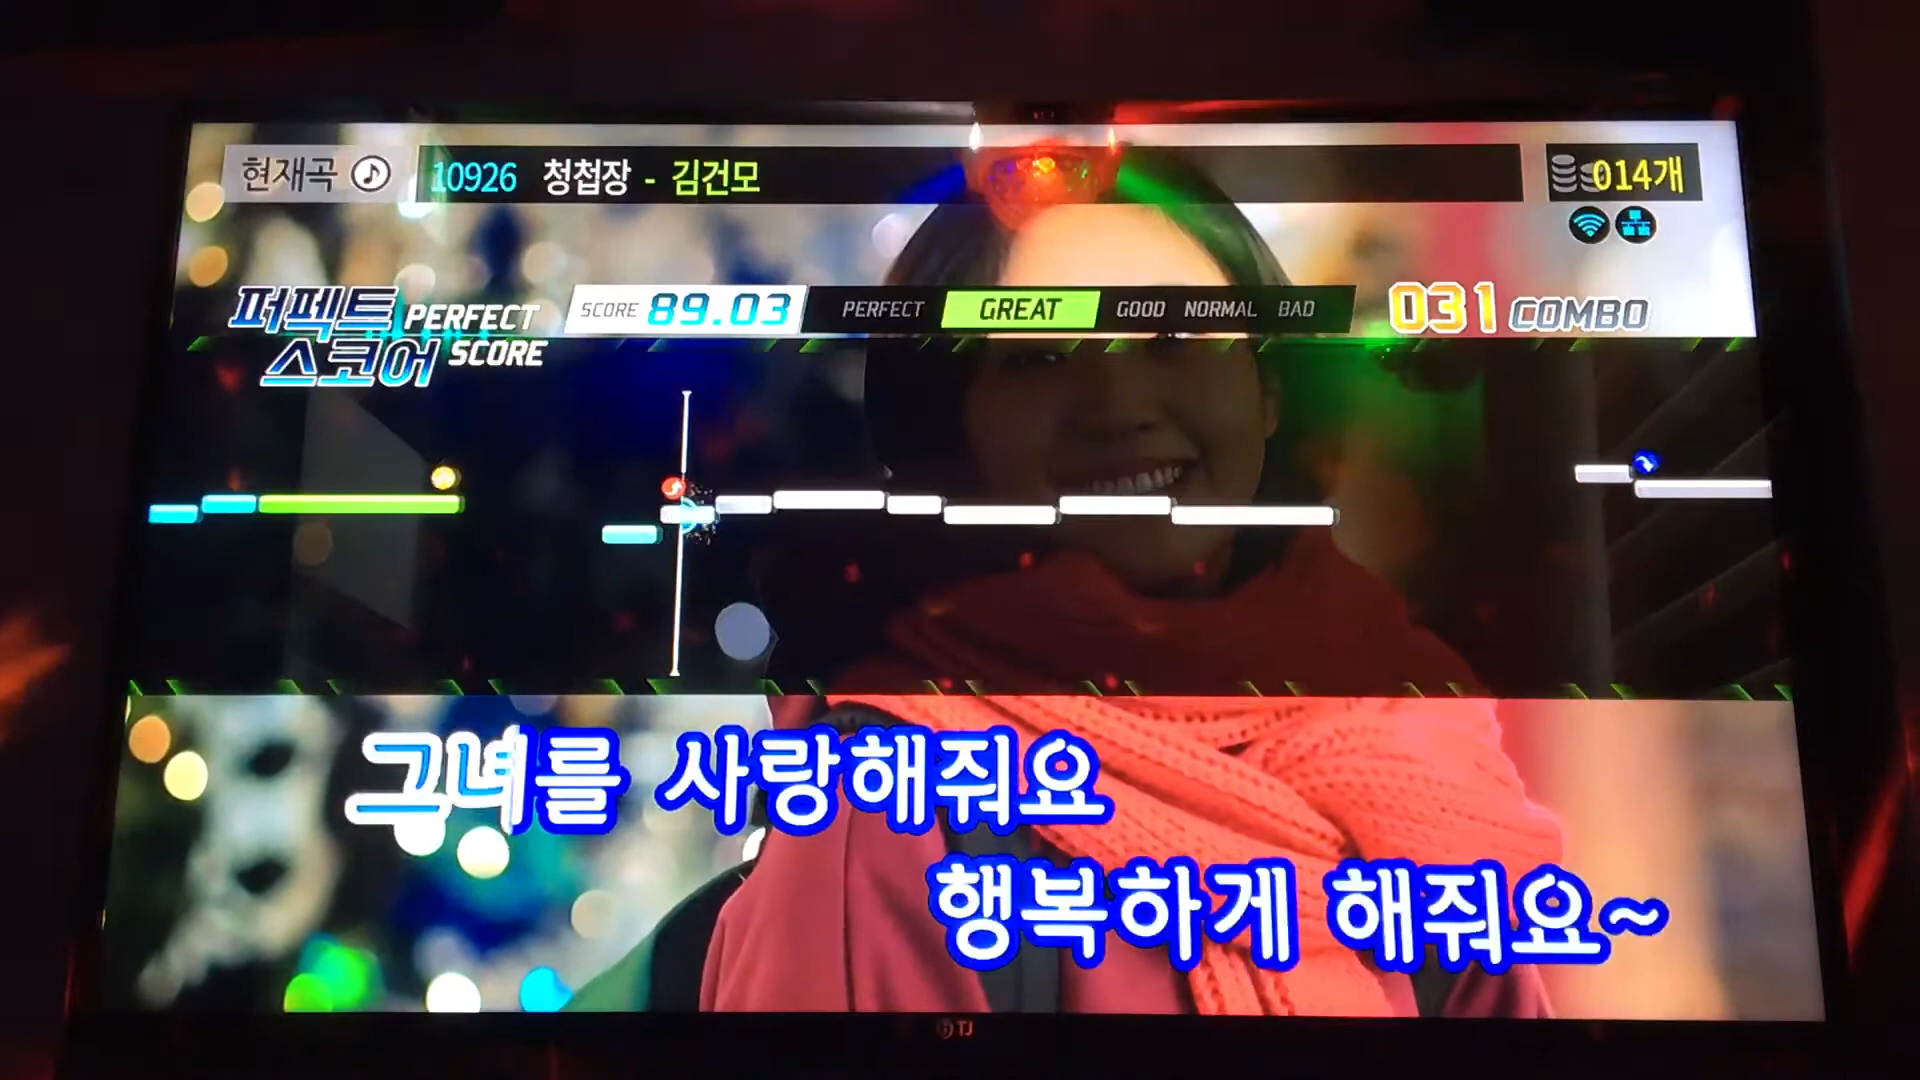 현재곡 10926 청첩장 - 김건모 014개
퍼펙트 스코어 PERFECT SCORE
SCORE 89.03 PERFECT GREAT GOOD NORMAL BAD 031 COMBO
그녀를 사랑해줘요
행복하게 해줘요~
TJ